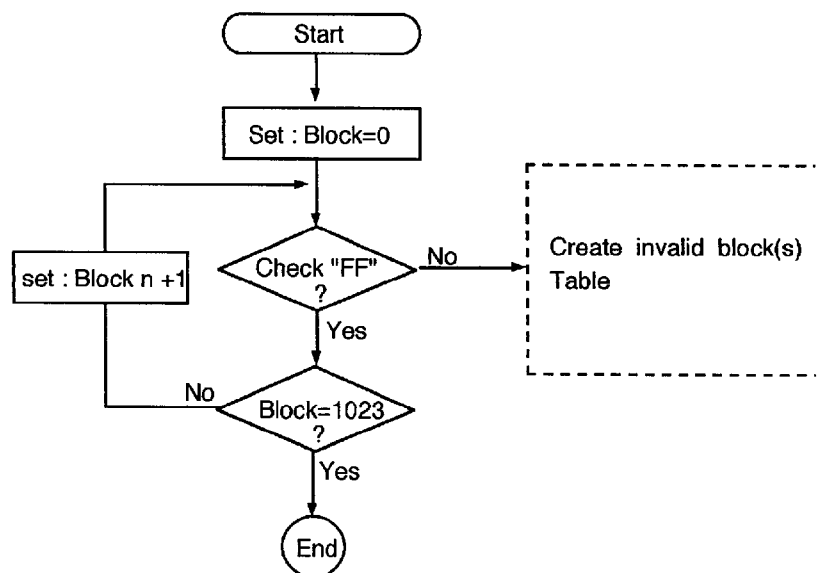 Start
Set : Block=0
Check "FF"
?
No
Create invalid block(s)
Table
set : Block n +1
Yes
No
Block=1023
?
Yes
End